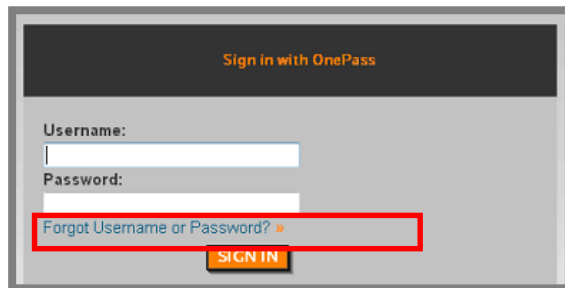 Sign in with OnePass
Username:
Password:
Forgot Username or Password? »
SIGN IN